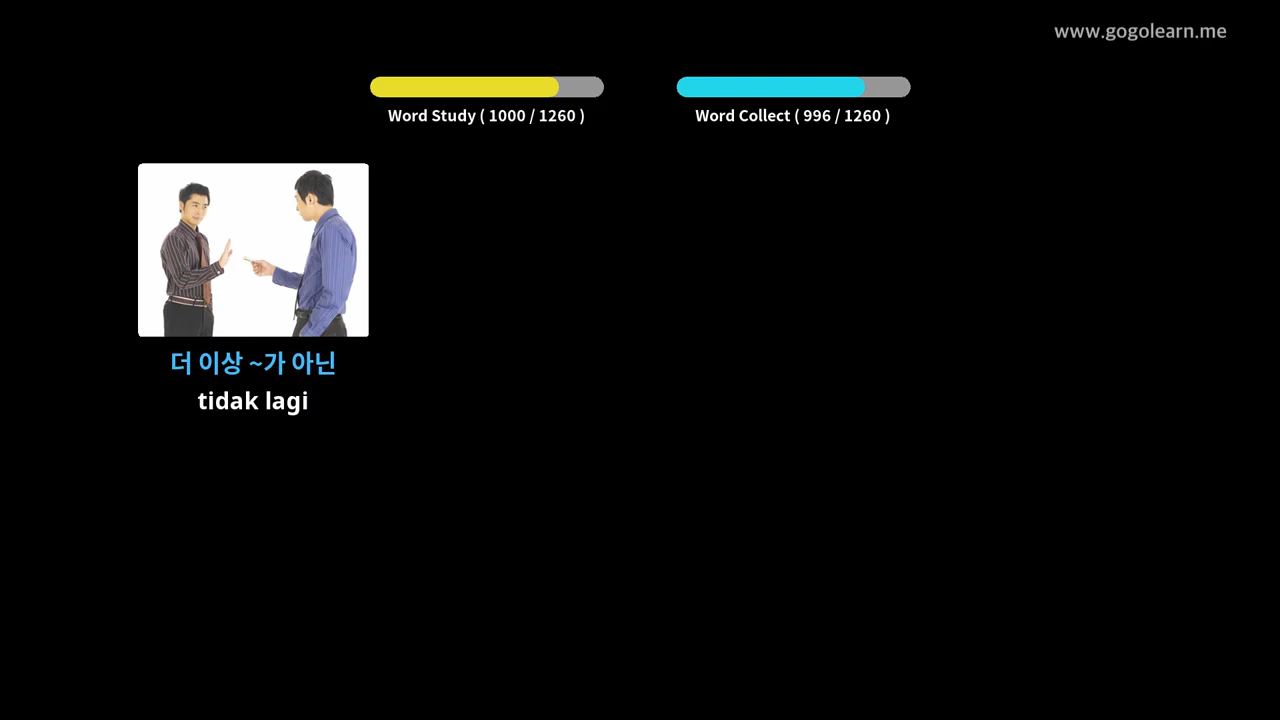 www.gogolearn.me
Word Study ( 1000 / 1260 )
Word Collect ( 996 / 1260 )
더 이상 ~가 아닌
tidak lagi